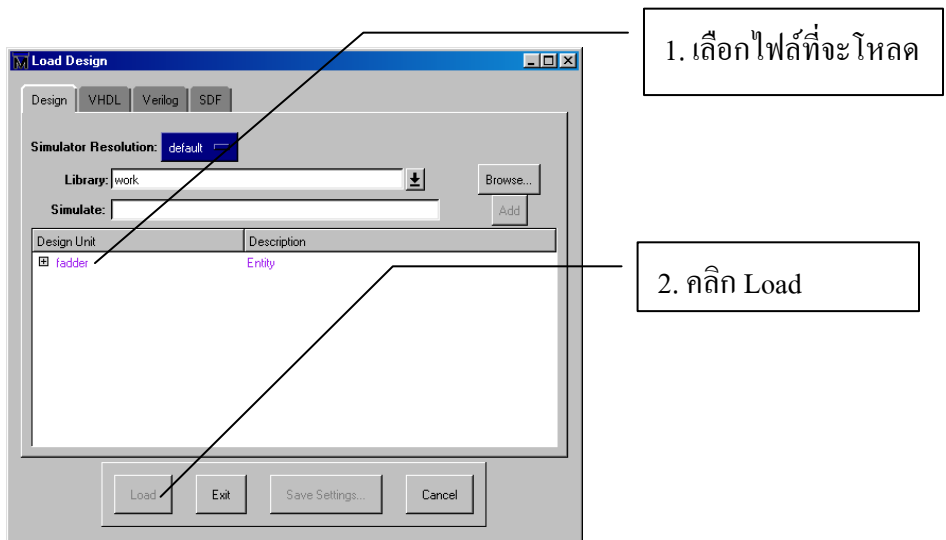 1. เลือกไฟล์ที่จะโหลด
Load Design
Design VHDL Verilog SDF
Simulator Resolution: default
Library: work Browse...
Simulate: Add
Design Unit Description
fadder Entity
2. คลิก Load
Load Exit Save Settings... Cancel